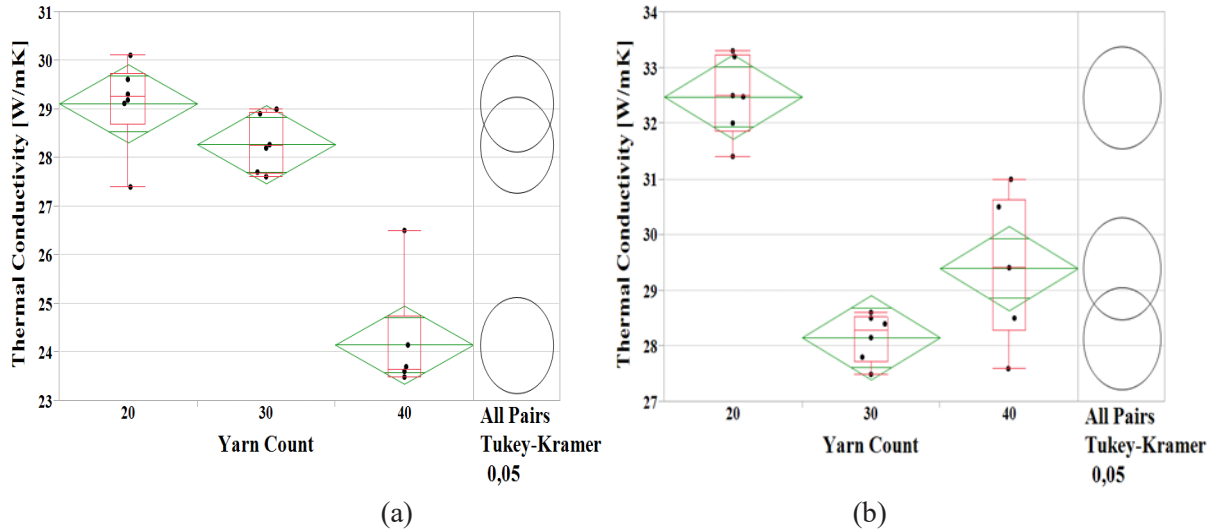 Thermal Conductivity [W/mK]
31
30
29
28
27
26
25
24
23
20 30 40
Yarn Count
All Pairs
Tukey-Kramer
0,05
(a)
Thermal Conductivity [W/mK]
34
33
32
31
30
29
28
27
20 30 40
Yarn Count
All Pairs
Tukey-Kramer
0,05
(b)